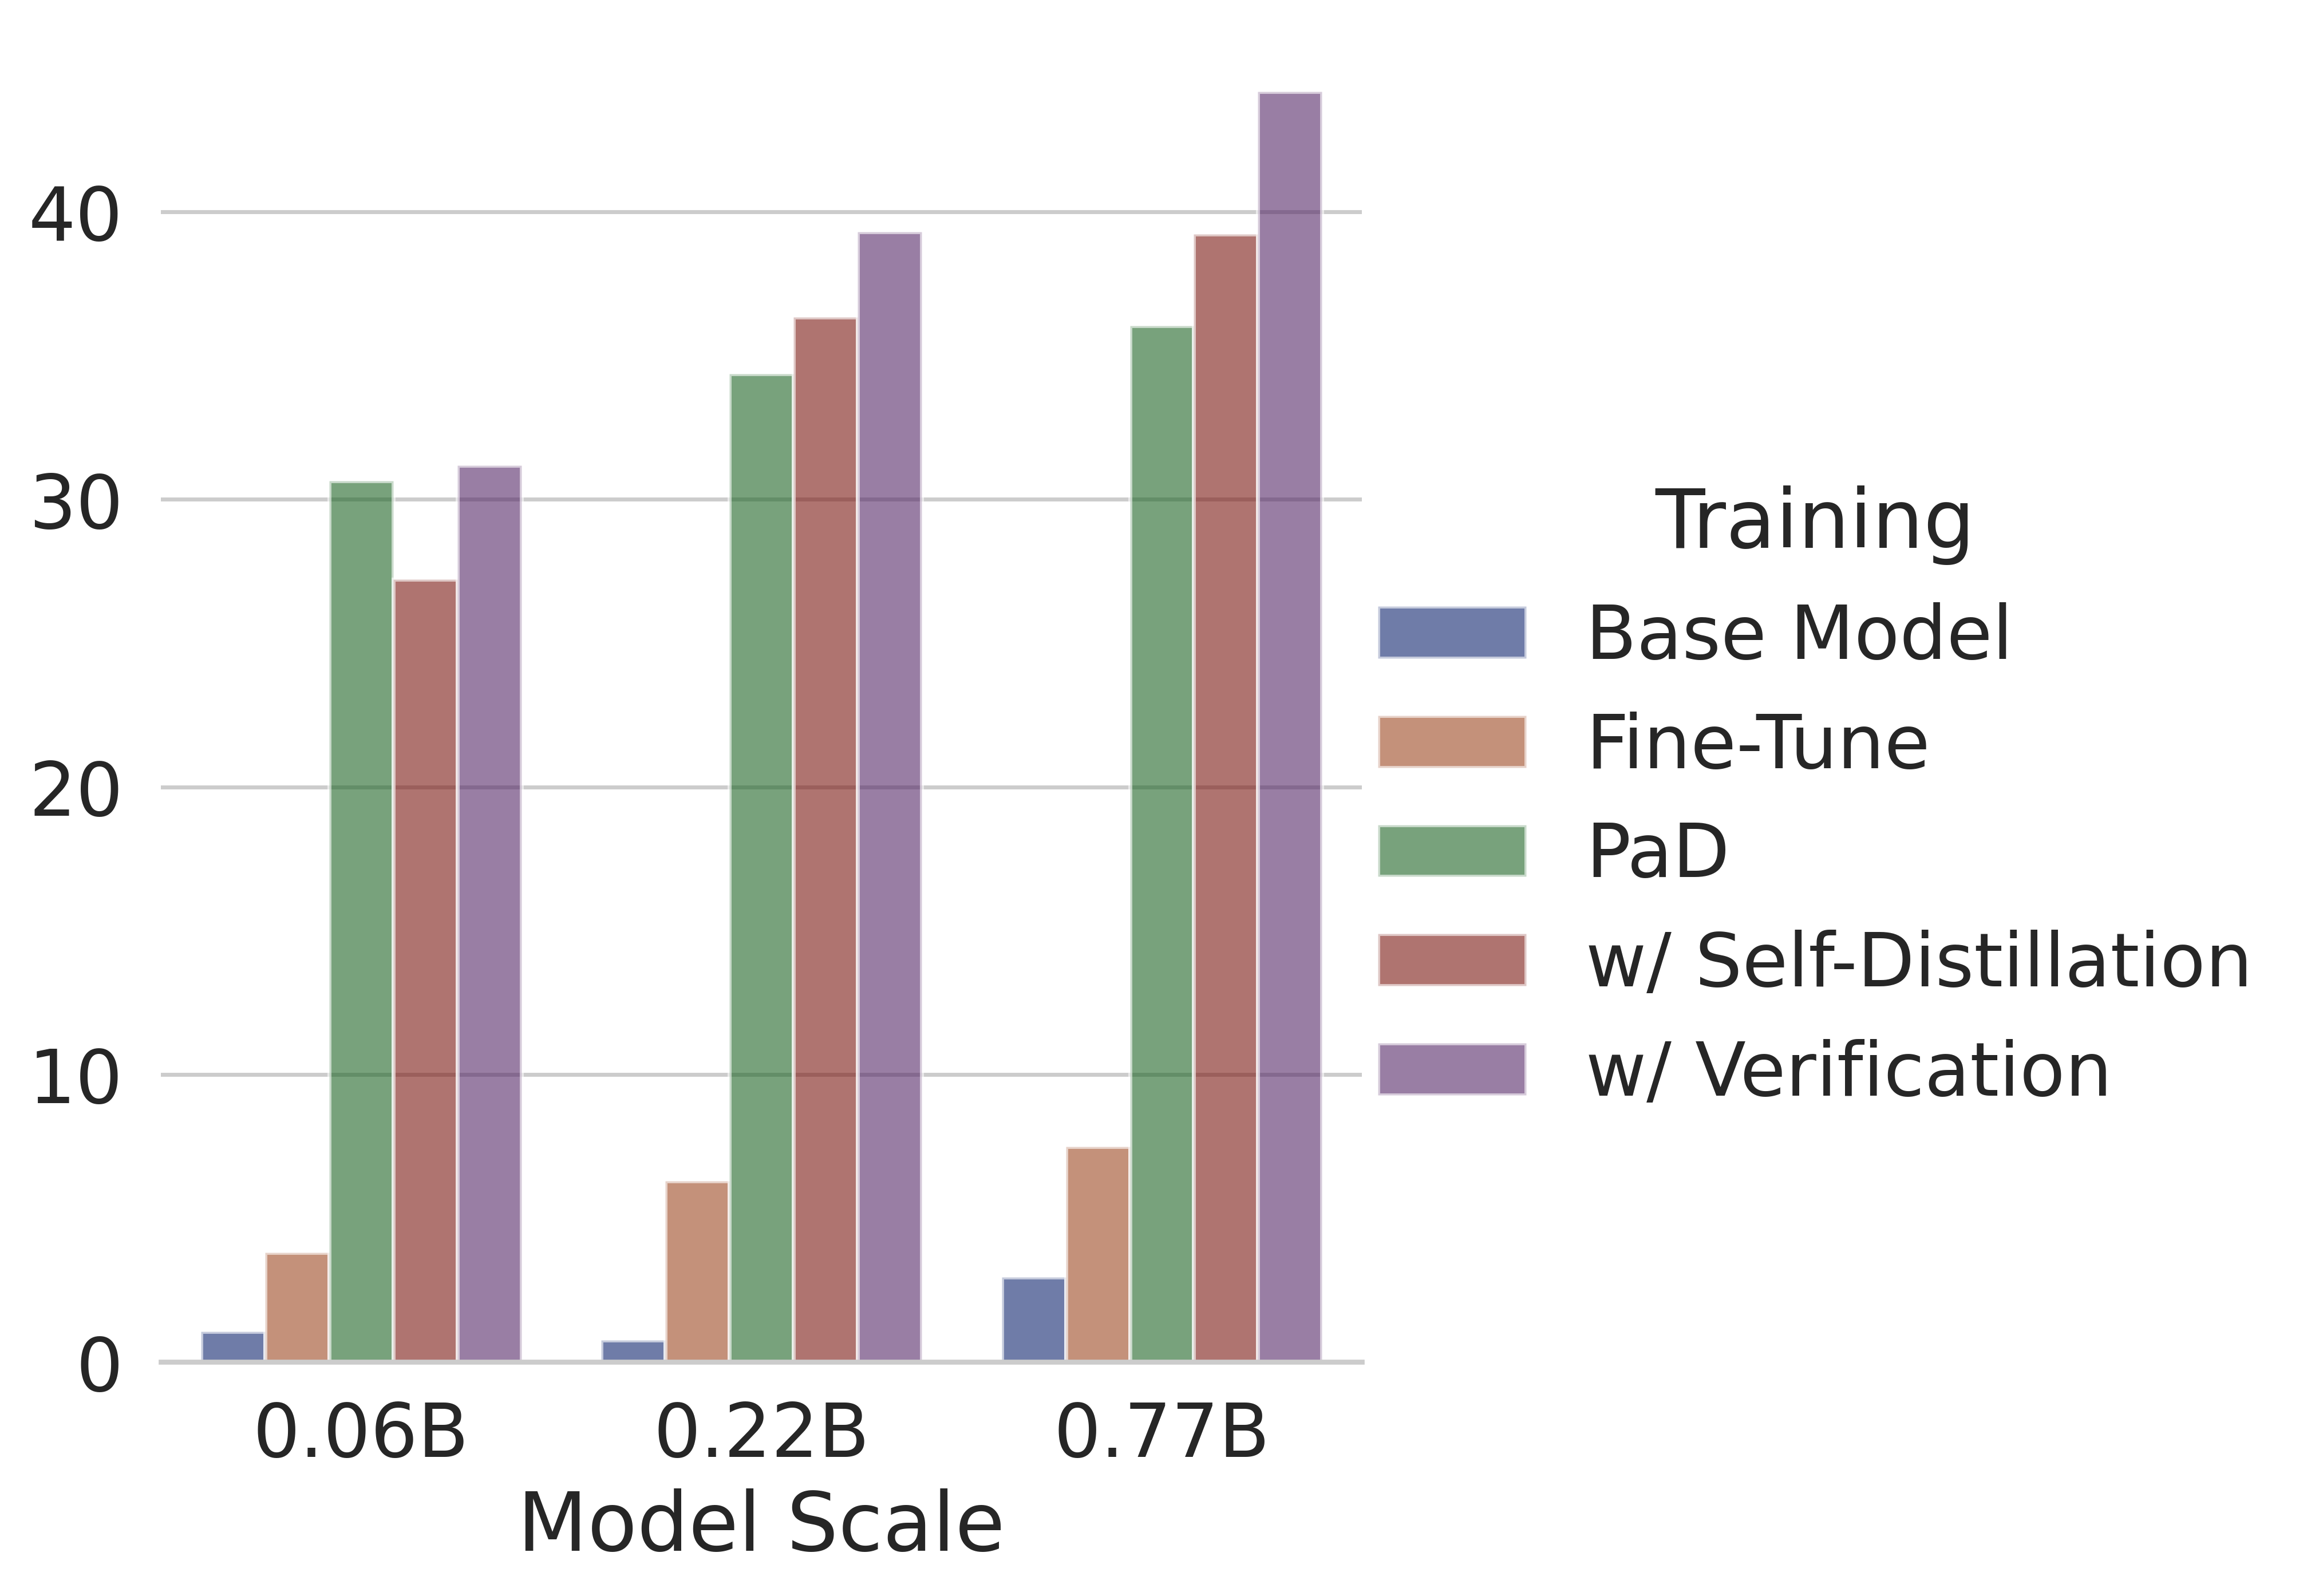 40
30
20
10
0
0.06B 0.22B 0.77B
Model Scale
Training
Base Model
Fine-Tune
PaD
w/ Self-Distillation
w/ Verification